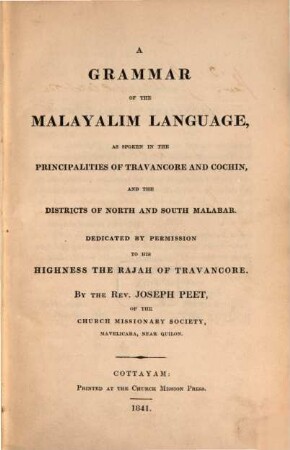 A
GRAMMAR
OF THE
MALAYALIM LANGUAGE,
AS SPOKEN IN THE
PRINCIPALITIES OF TRAVANCORE AND COCHIN,
AND THE
DISTRICTS OF NORTH AND SOUTH MALABAR.
DEDICATED BY PERMISSION
TO HIS
HIGHNESS THE RAJAH OF TRAVANCORE.
BY THE REV. JOSEPH PEET,
OF THE
CHURCH MISSIONARY SOCIETY,
MAVELICARA, NEAR QUILON.
COTTAYAM:
PRINTED AT THE CHURCH MISSION PRESS.
1841.